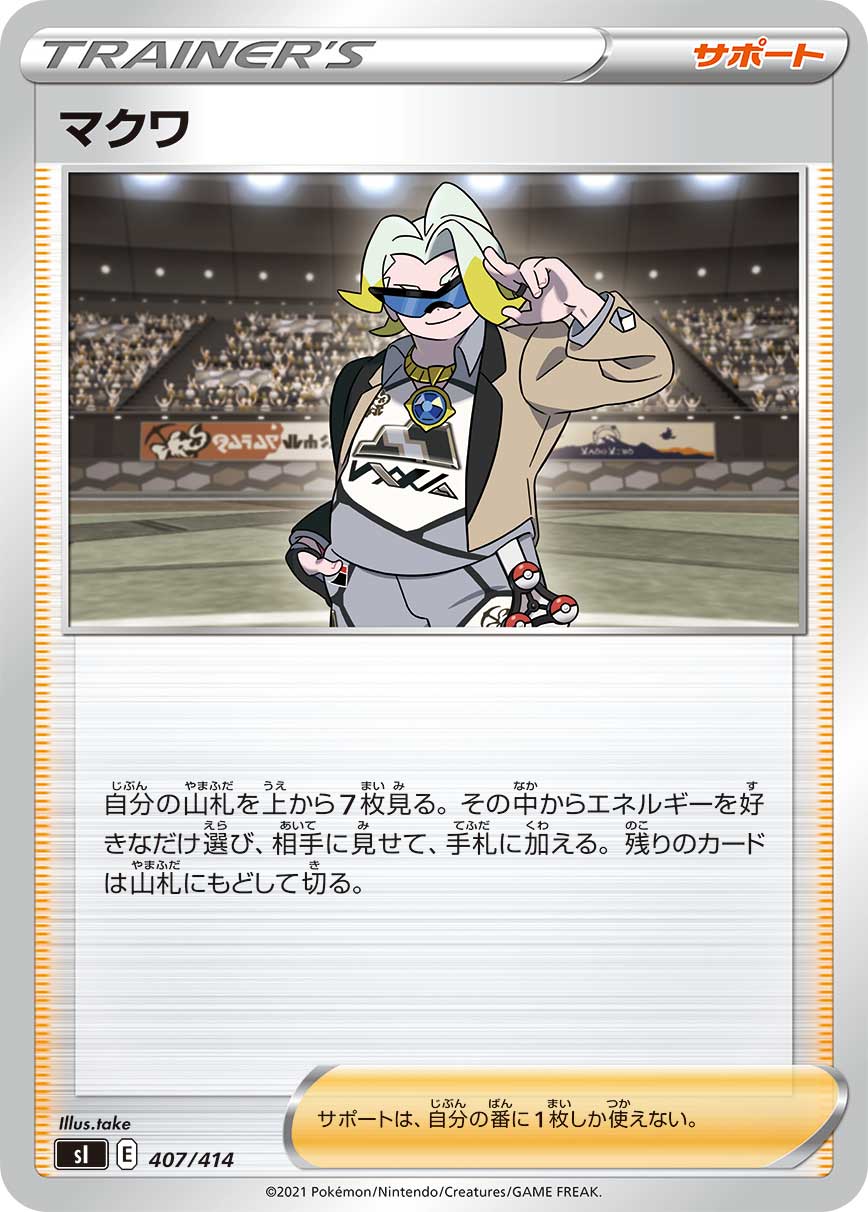 TRAINER'S
サポート
マクワ
自分の山札を上から7枚見る。その中からエネルギーを好
きなだけ選び、相手に見せて、手札に加える。残りのカード
は山札にもどして切る。
サポートは、自分の番に1枚しか使えない。
Illus.take
sI E 407/414
©2021 Pokémon/Nintendo/Creatures/GAME FREAK.